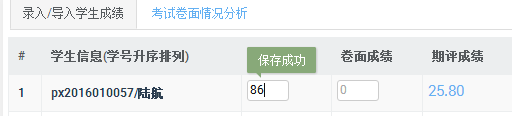 录入/导入学生成绩 考试卷面情况分析
# 学生信息(学号升序排列) 卷面成绩 期评成绩
保存成功
1 px2016010057/陆航 86 0 25.80